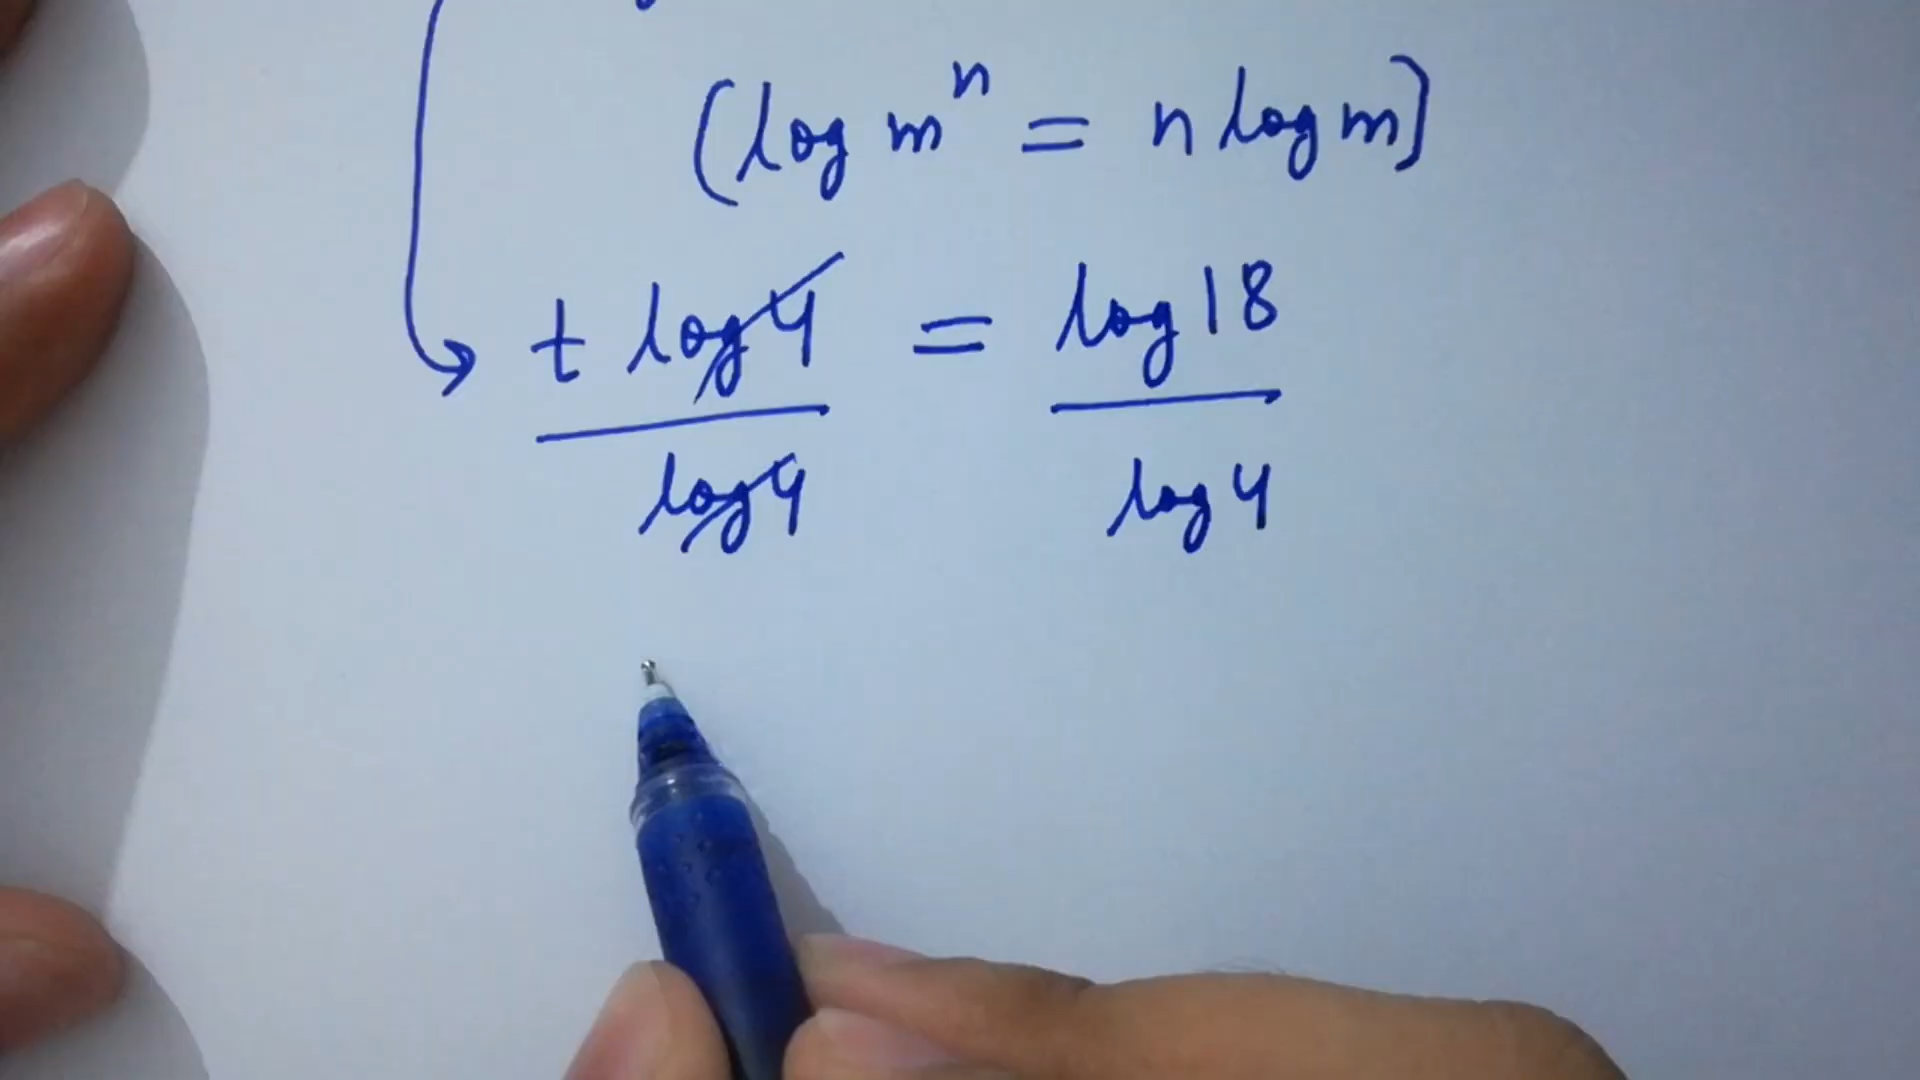 (log mⁿ = n log m)
t log 4 = log 18
log 4 log 4